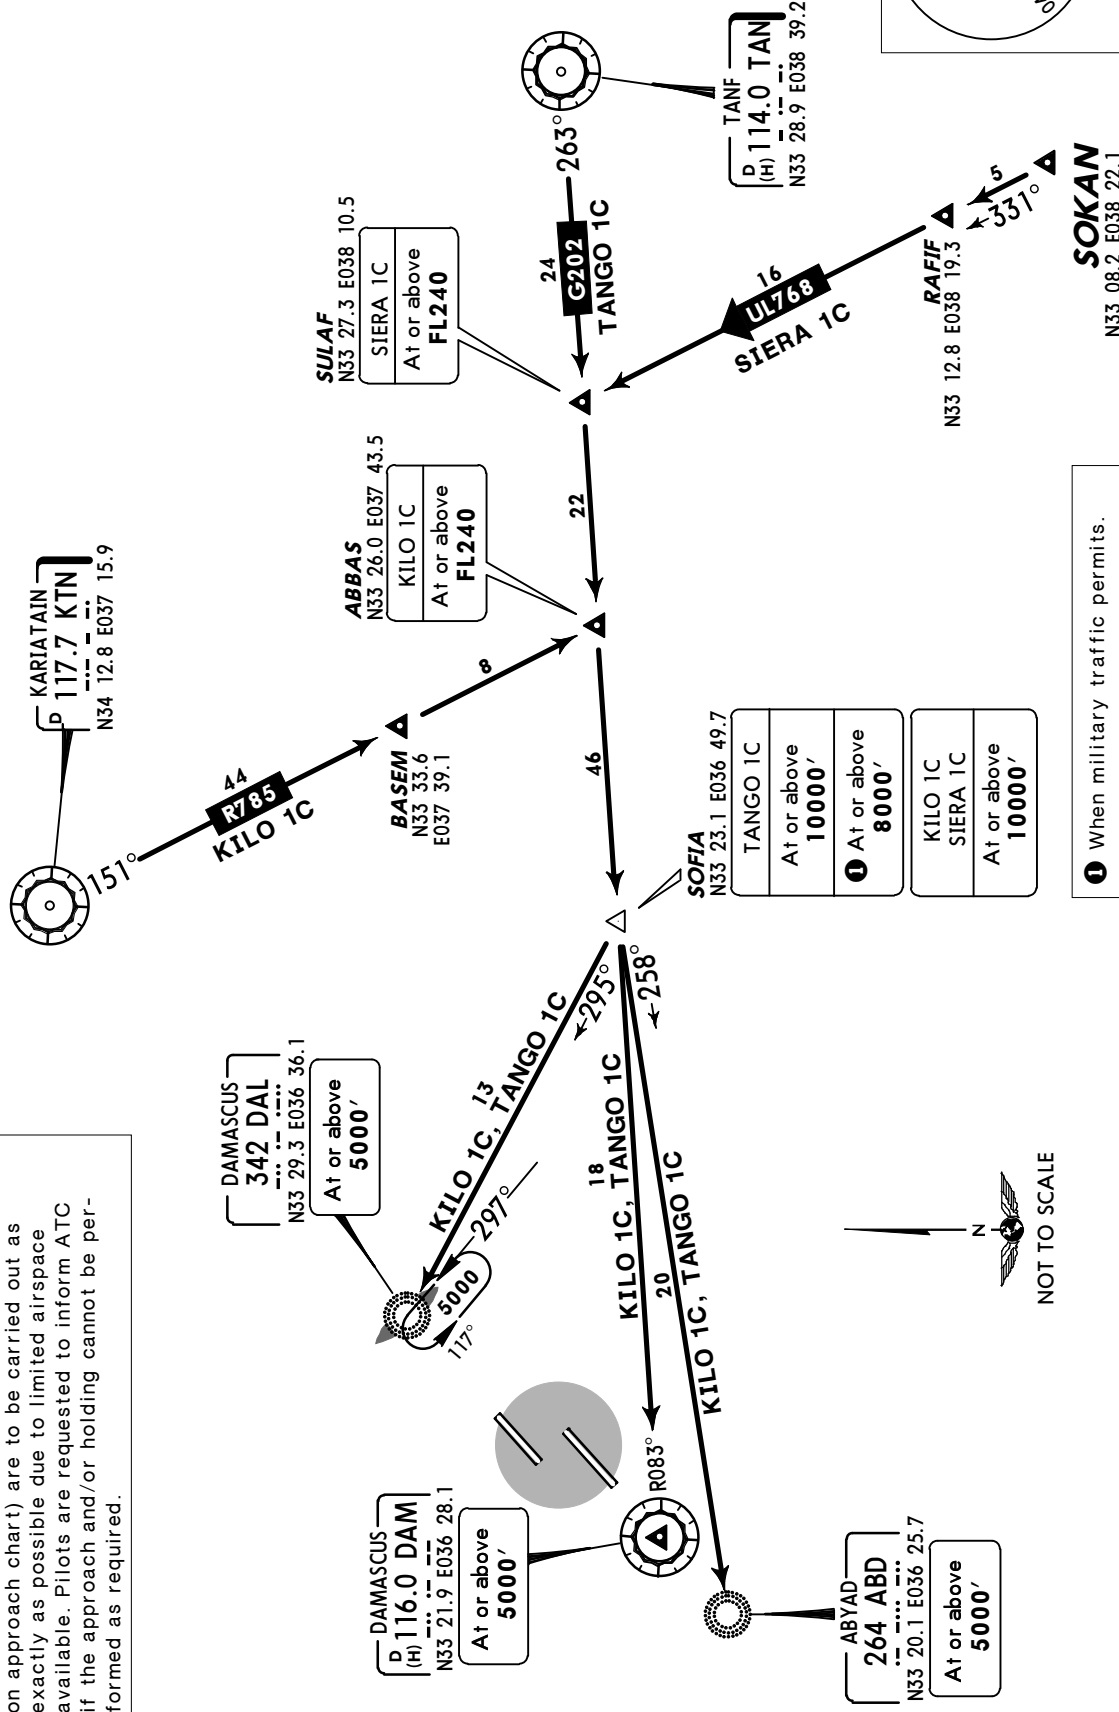 on approach chart) are to be carried out as
exactly as possible due to limited airspace
available. Pilots are requested to inform ATC
if the approach and/or holding cannot be per-
formed as required.
KARIATAIN
D
117.7 KTN
N34 12.8 E037 15.9
151°
44
R785
KILO 1C
BASEM
N33 33.6
E037 39.1
8
ABBAS
N33 26.0 E037 43.5
KILO 1C
At or above
FL240
SULAF
N33 27.3 E038 10.5
SIERA 1C
At or above
FL240
263°
24
G202
TANGO 1C
TANF
D
(H)
114.0 TAN
N33 28.9 E038 39.2
22
16
UL768
SIERA 1C
RAFIF
N33 12.8 E038 19.3
5
331°
SOKAN
N33 08.2 E038 22.1
46
SOFIA
N33 23.1 E036 49.7
TANGO 1C
At or above
10000'
1 At or above
8000'
KILO 1C
SIERA 1C
At or above
10000'
1 When military traffic permits.
DAMASCUS
342 DAL
N33 29.3 E036 36.1
At or above
5000'
13
KILO 1C, TANGO 1C
295°
297°
5000
117°
258°
18
KILO 1C, TANGO 1C
20
KILO 1C, TANGO 1C
DAMASCUS
D
(H)
116.0 DAM
N33 21.9 E036 28.1
At or above
5000'
R083°
ABYAD
264 ABD
N33 20.1 E036 25.7
At or above
5000'
N
NOT TO SCALE